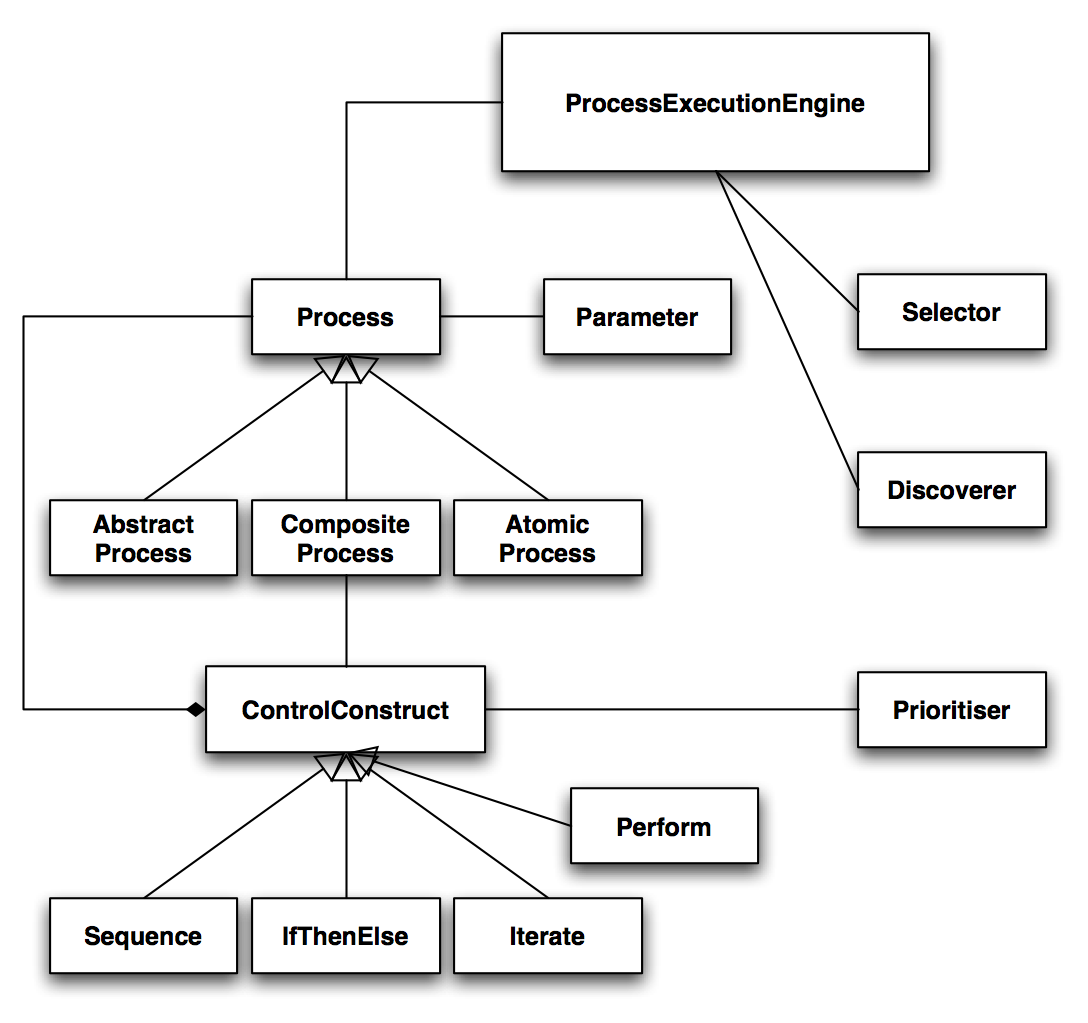 ProcessExecutionEngine
Process
Parameter
Selector
Discoverer
Abstract
Process
Composite
Process
Atomic
Process
ControlConstruct
Prioritiser
Perform
Sequence
IfThenElse
Iterate